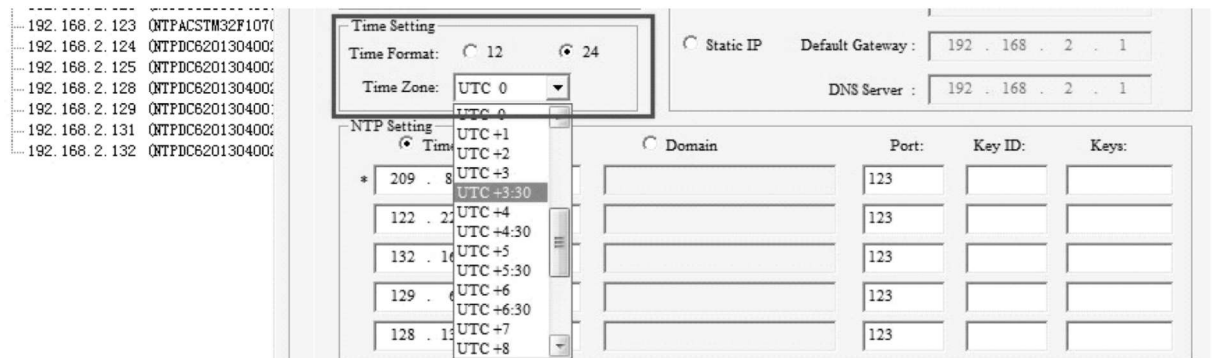 192.168.2.123 (NTPACSTM32F107(
192.168.2.124 (NTPDC6201304002
192.168.2.125 (NTPDC6201304002
192.168.2.128 (NTPDC6201304002
192.168.2.129 (NTPDC6201304001
192.168.2.131 (NTPDC6201304002
192.168.2.132 (NTPDC6201304002
Time Setting
Time Format: 12 24
Time Zone: UTC 0
UTC 0
UTC +1
UTC +2
UTC +3
UTC +3:30
UTC +4
UTC +4:30
UTC +5
UTC +5:30
UTC +6
UTC +6:30
UTC +7
UTC +8
Static IP Default Gateway : 192 . 168 . 2 . 1
DNS Server : 192 . 168 . 2 . 1
NTP Setting
Domain Port: Key ID: Keys:
* 209 . 123
122 . 123
132 . 123
129 . 123
128 . 123